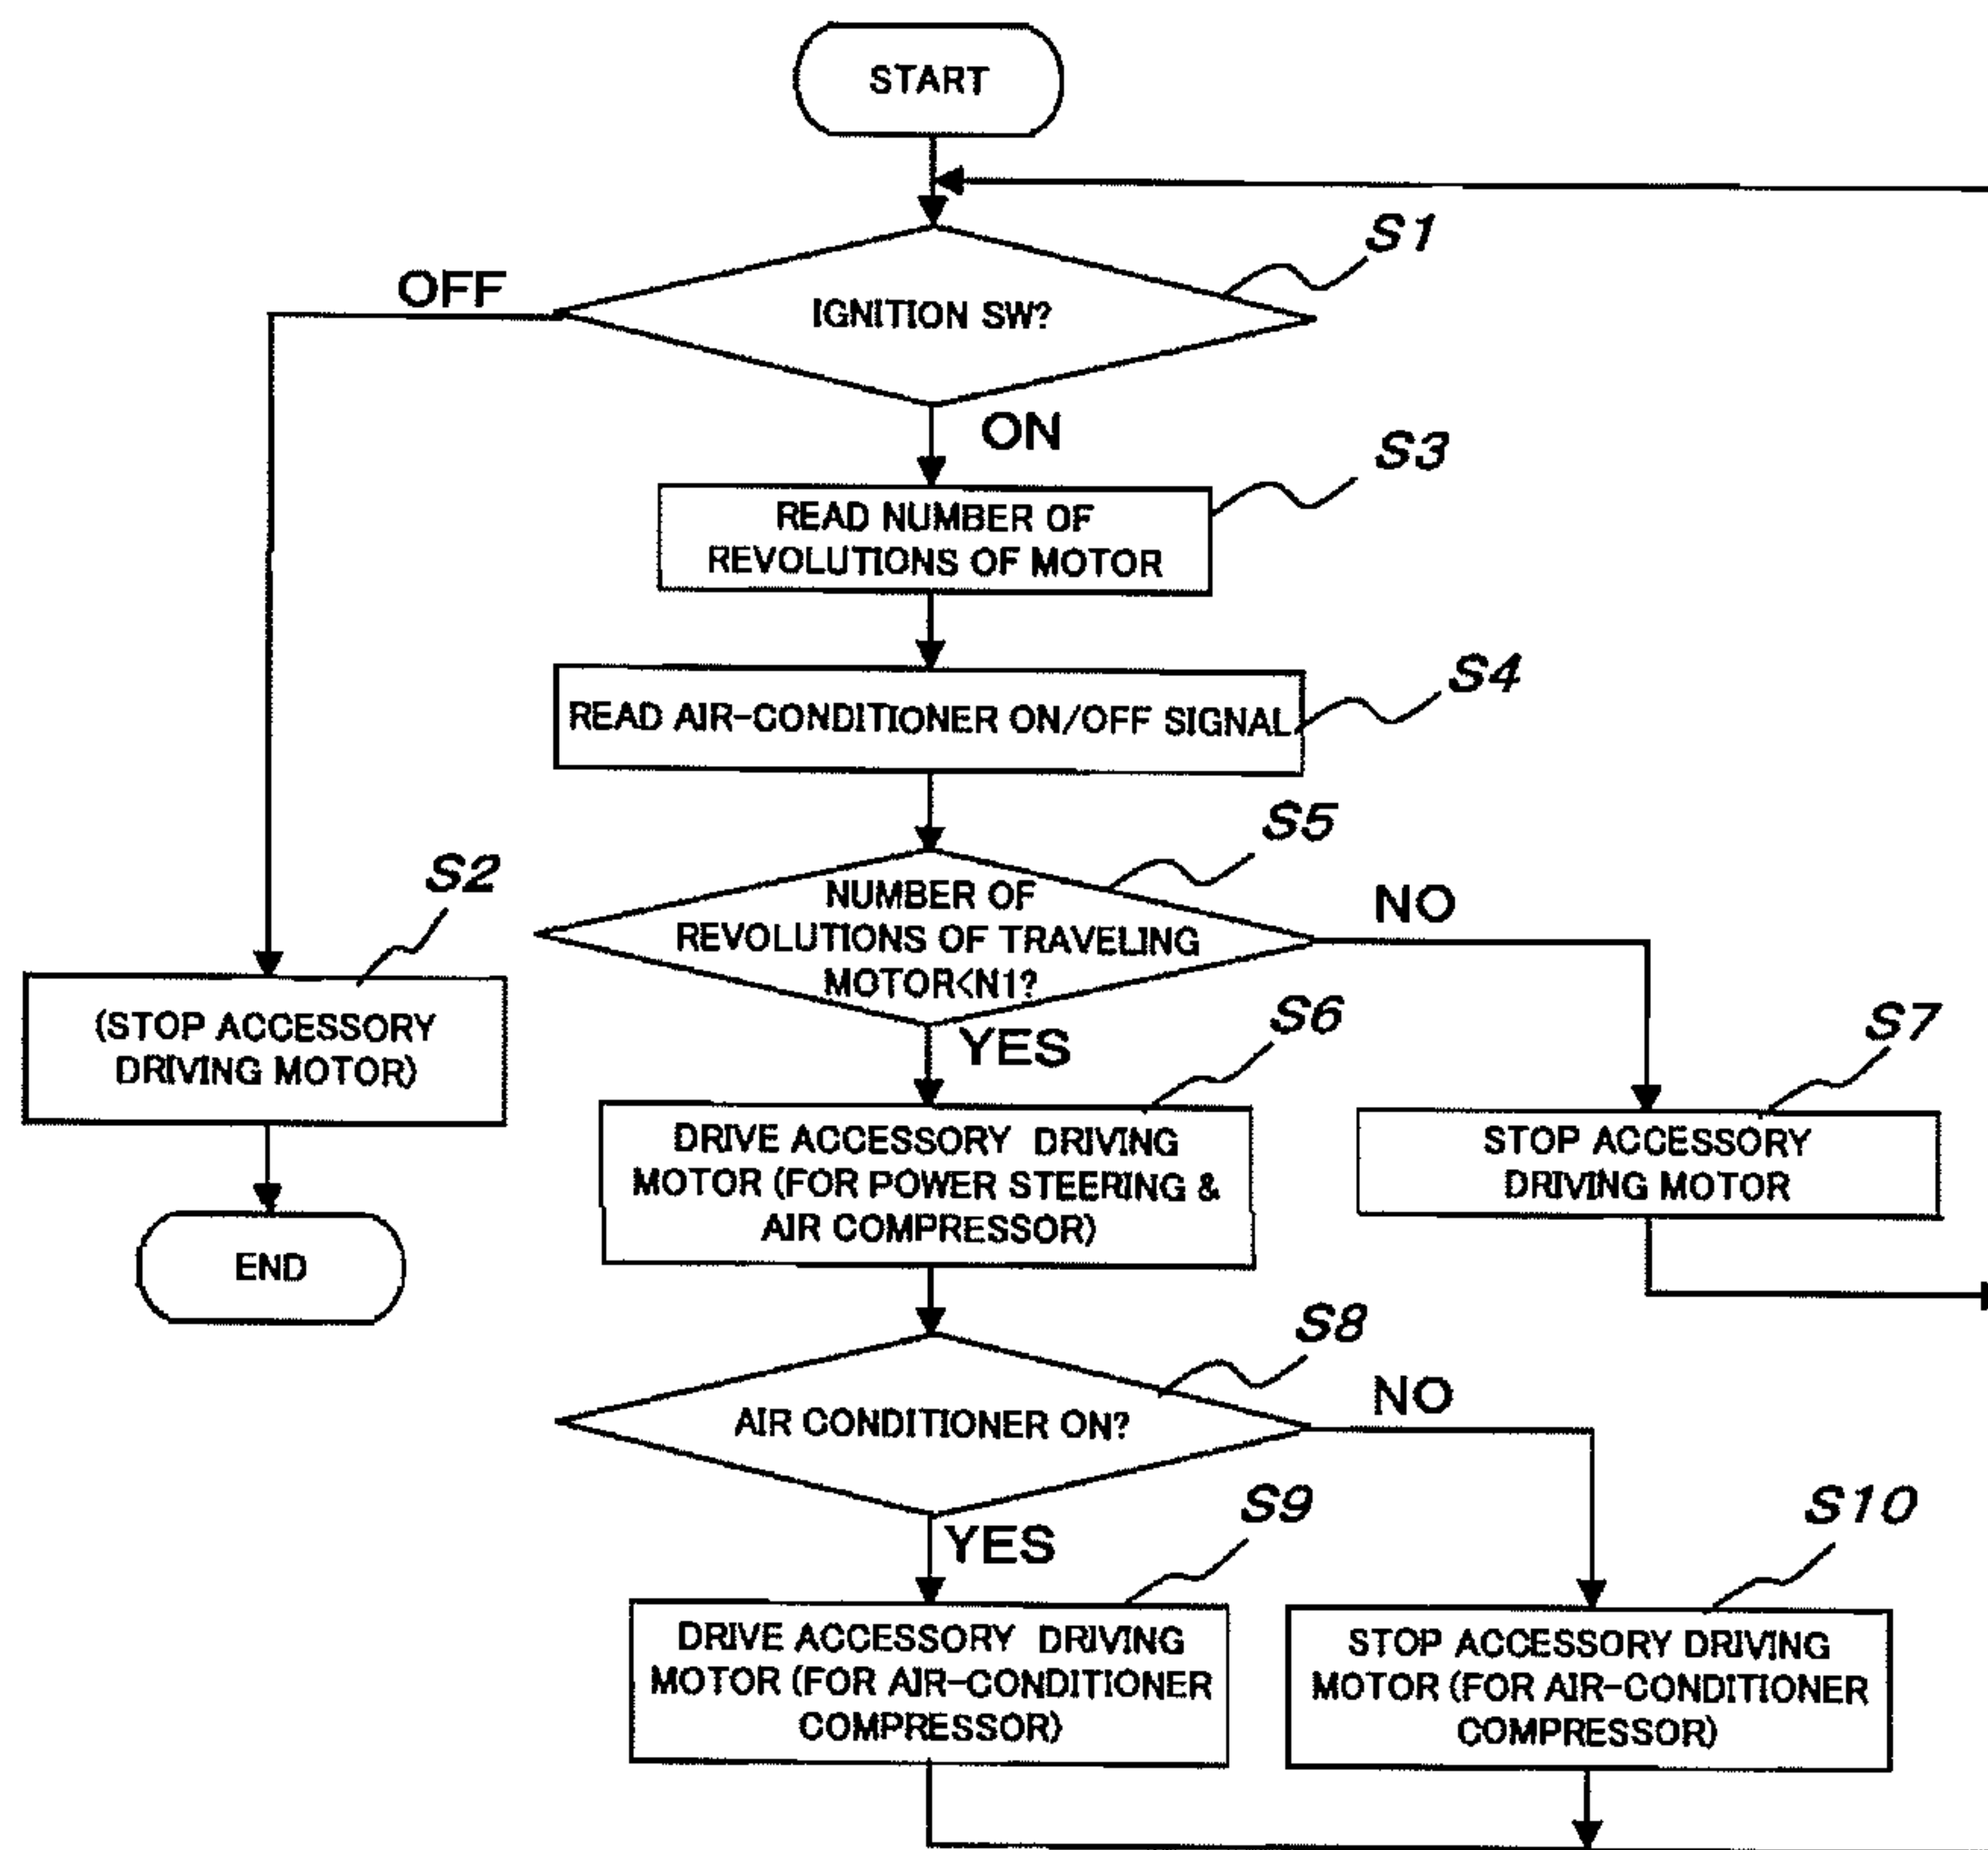 START
S1
OFF
IGNITION SW?
ON
S3
READ NUMBER OF
REVOLUTIONS OF MOTOR
S4
READ AIR-CONDITIONER ON/OFF SIGNAL
S5
S2
NUMBER OF
REVOLUTIONS OF TRAVELING
MOTOR<N1?
NO
(STOP ACCESSORY
DRIVING MOTOR)
YES
S6
S7
DRIVE ACCESSORY DRIVING
MOTOR (FOR POWER STEERING &
AIR COMPRESSOR)
STOP ACCESSORY
DRIVING MOTOR
END
S8
AIR CONDITIONER ON?
NO
S9
S10
YES
DRIVE ACCESSORY DRIVING
MOTOR (FOR AIR-CONDITIONER
COMPRESSOR)
STOP ACCESSORY DRIVING
MOTOR (FOR AIR-CONDITIONER
COMPRESSOR)